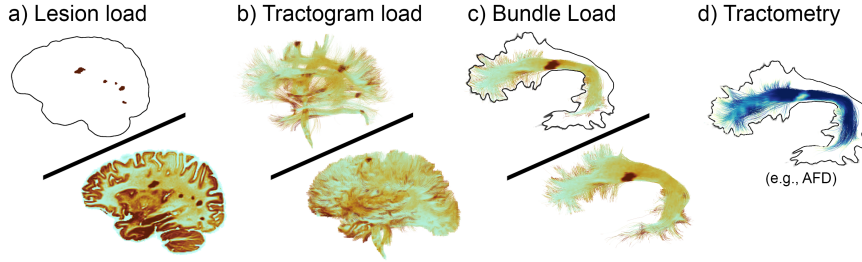 a) Lesion load
b) Tractogram load
c) Bundle Load
d) Tractometry
(e.g., AFD)